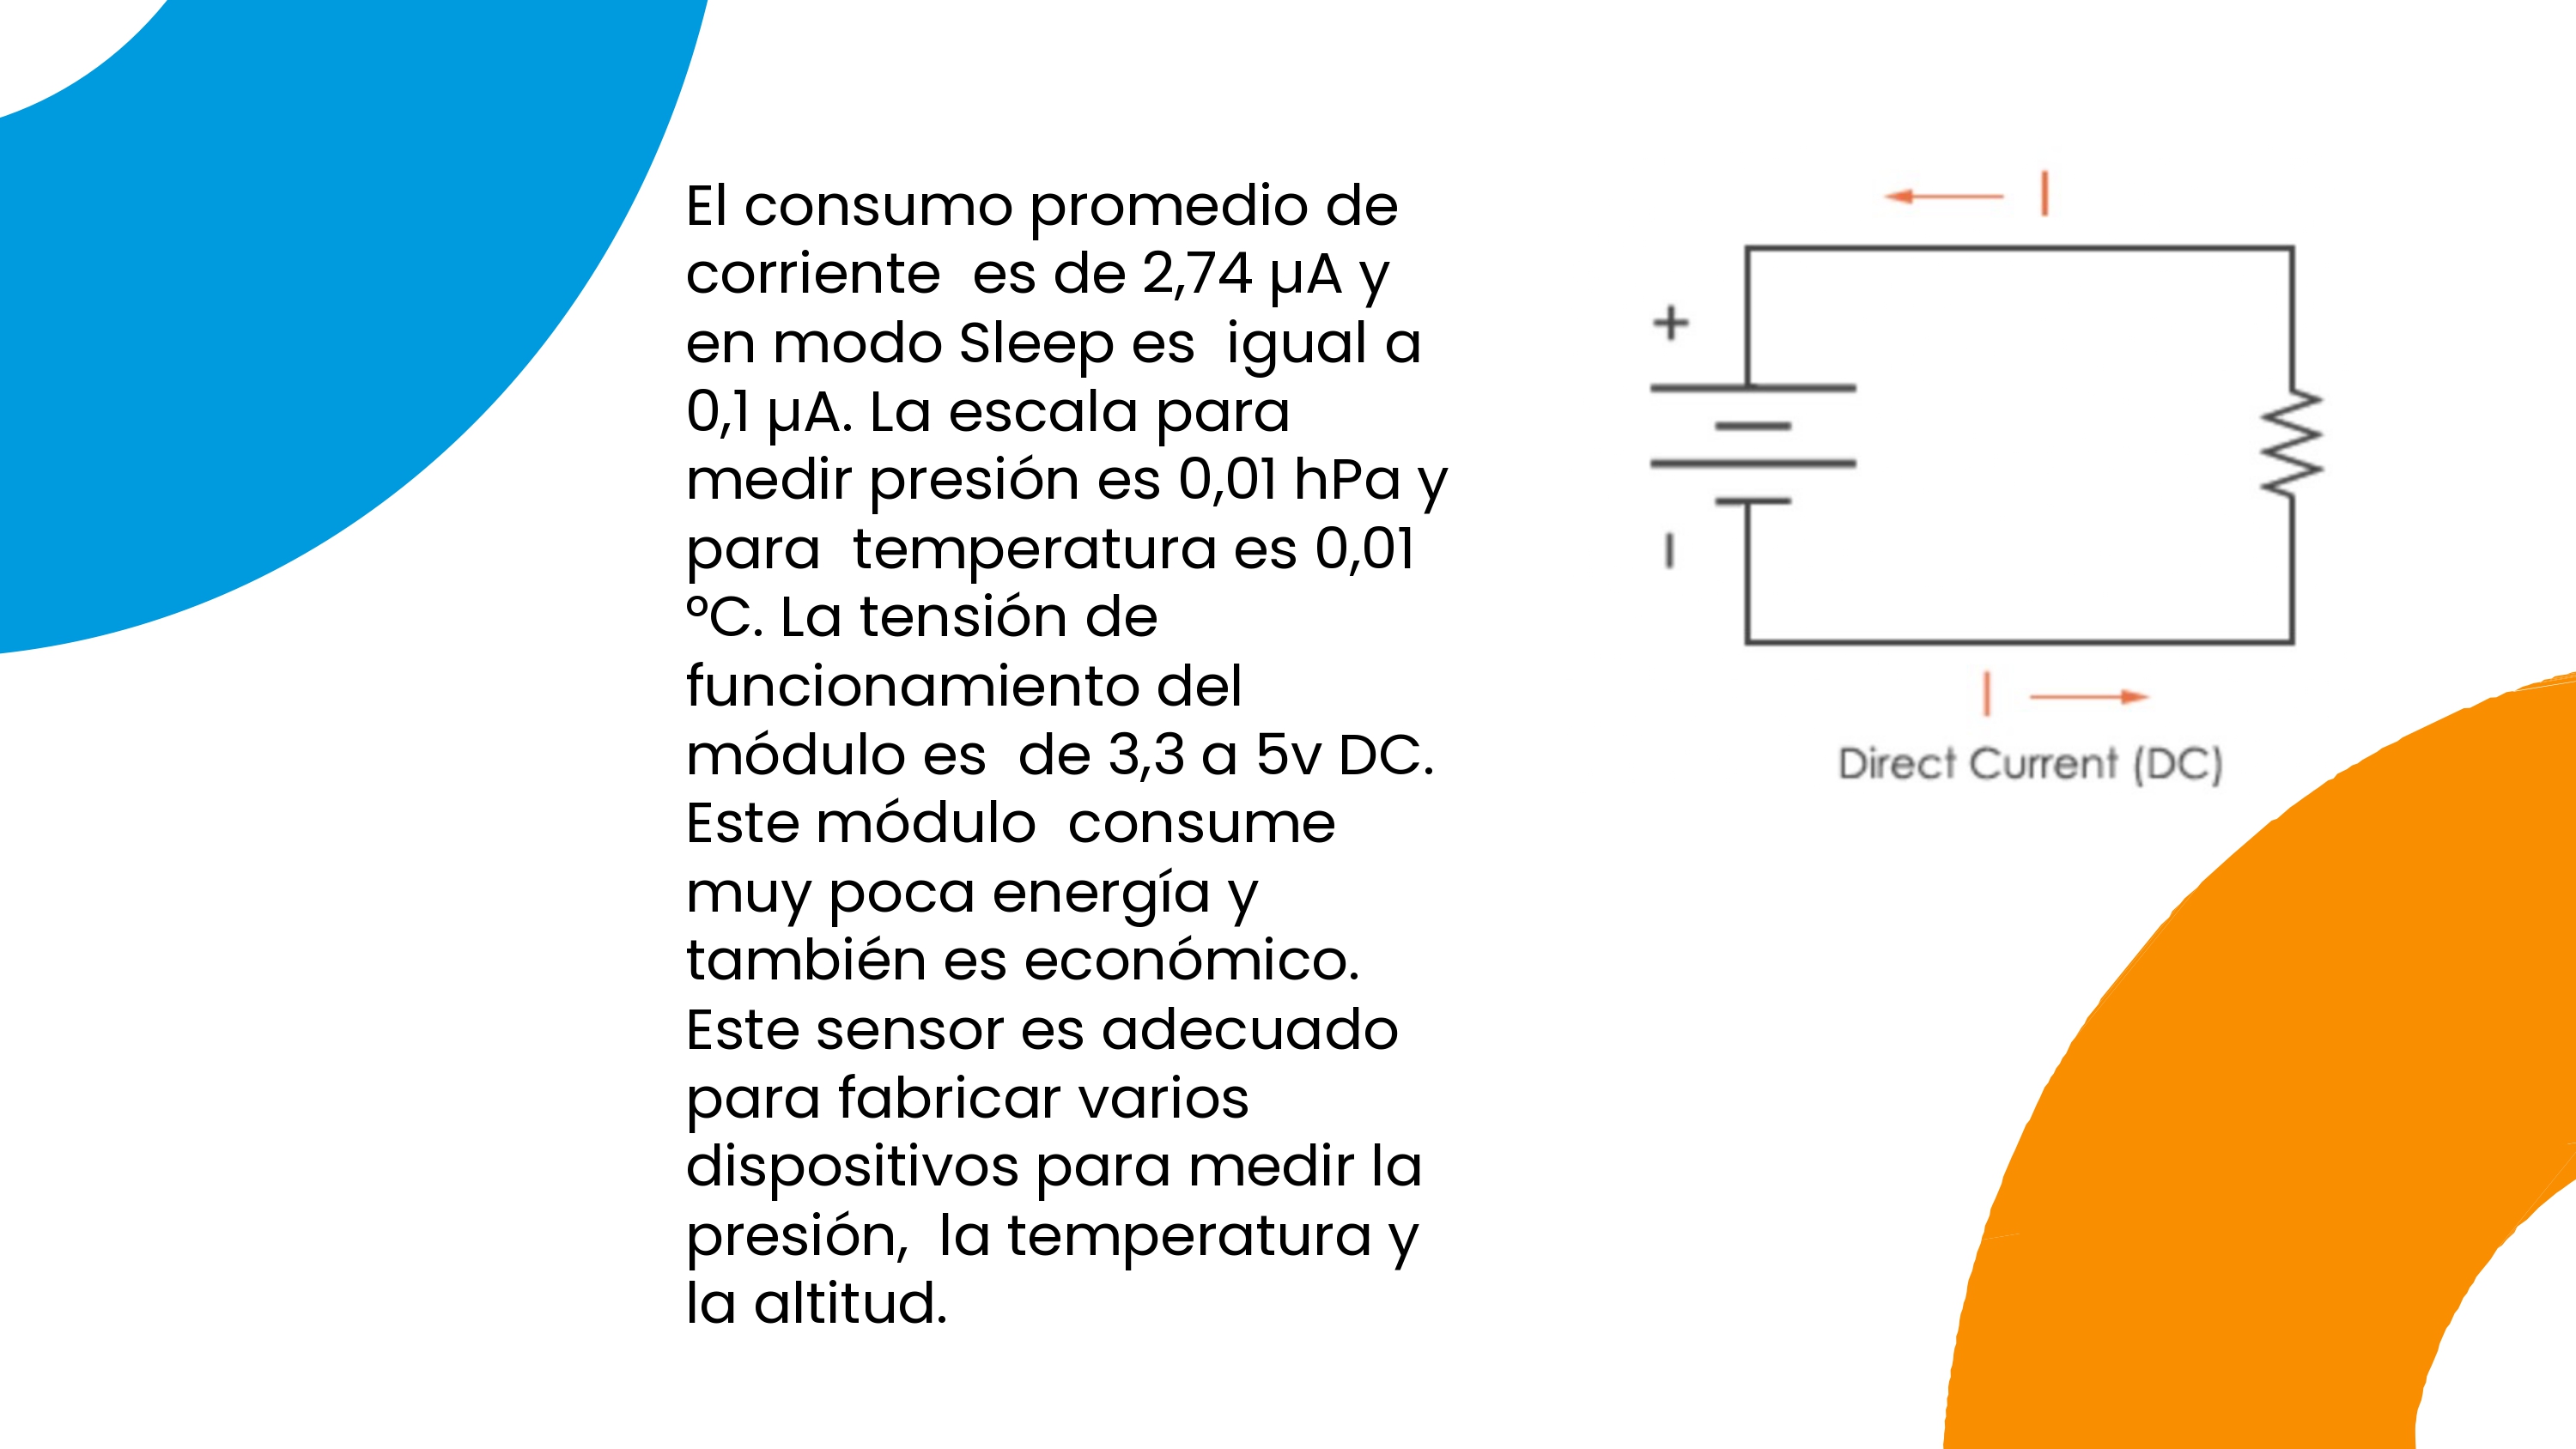 El consumo promedio de
corriente  es de 2,74 µA y
en modo Sleep es  igual a
0,1 µA. La escala para
medir presión es 0,01 hPa y
para  temperatura es 0,01
°C. La tensión de
funcionamiento del
módulo es  de 3,3 a 5v DC.
Este módulo  consume
muy poca energía y
también es económico.
Este sensor es adecuado
para fabricar varios
dispositivos para medir la
presión,  la temperatura y
la altitud.
I
+
I
I
Direct Current (DC)